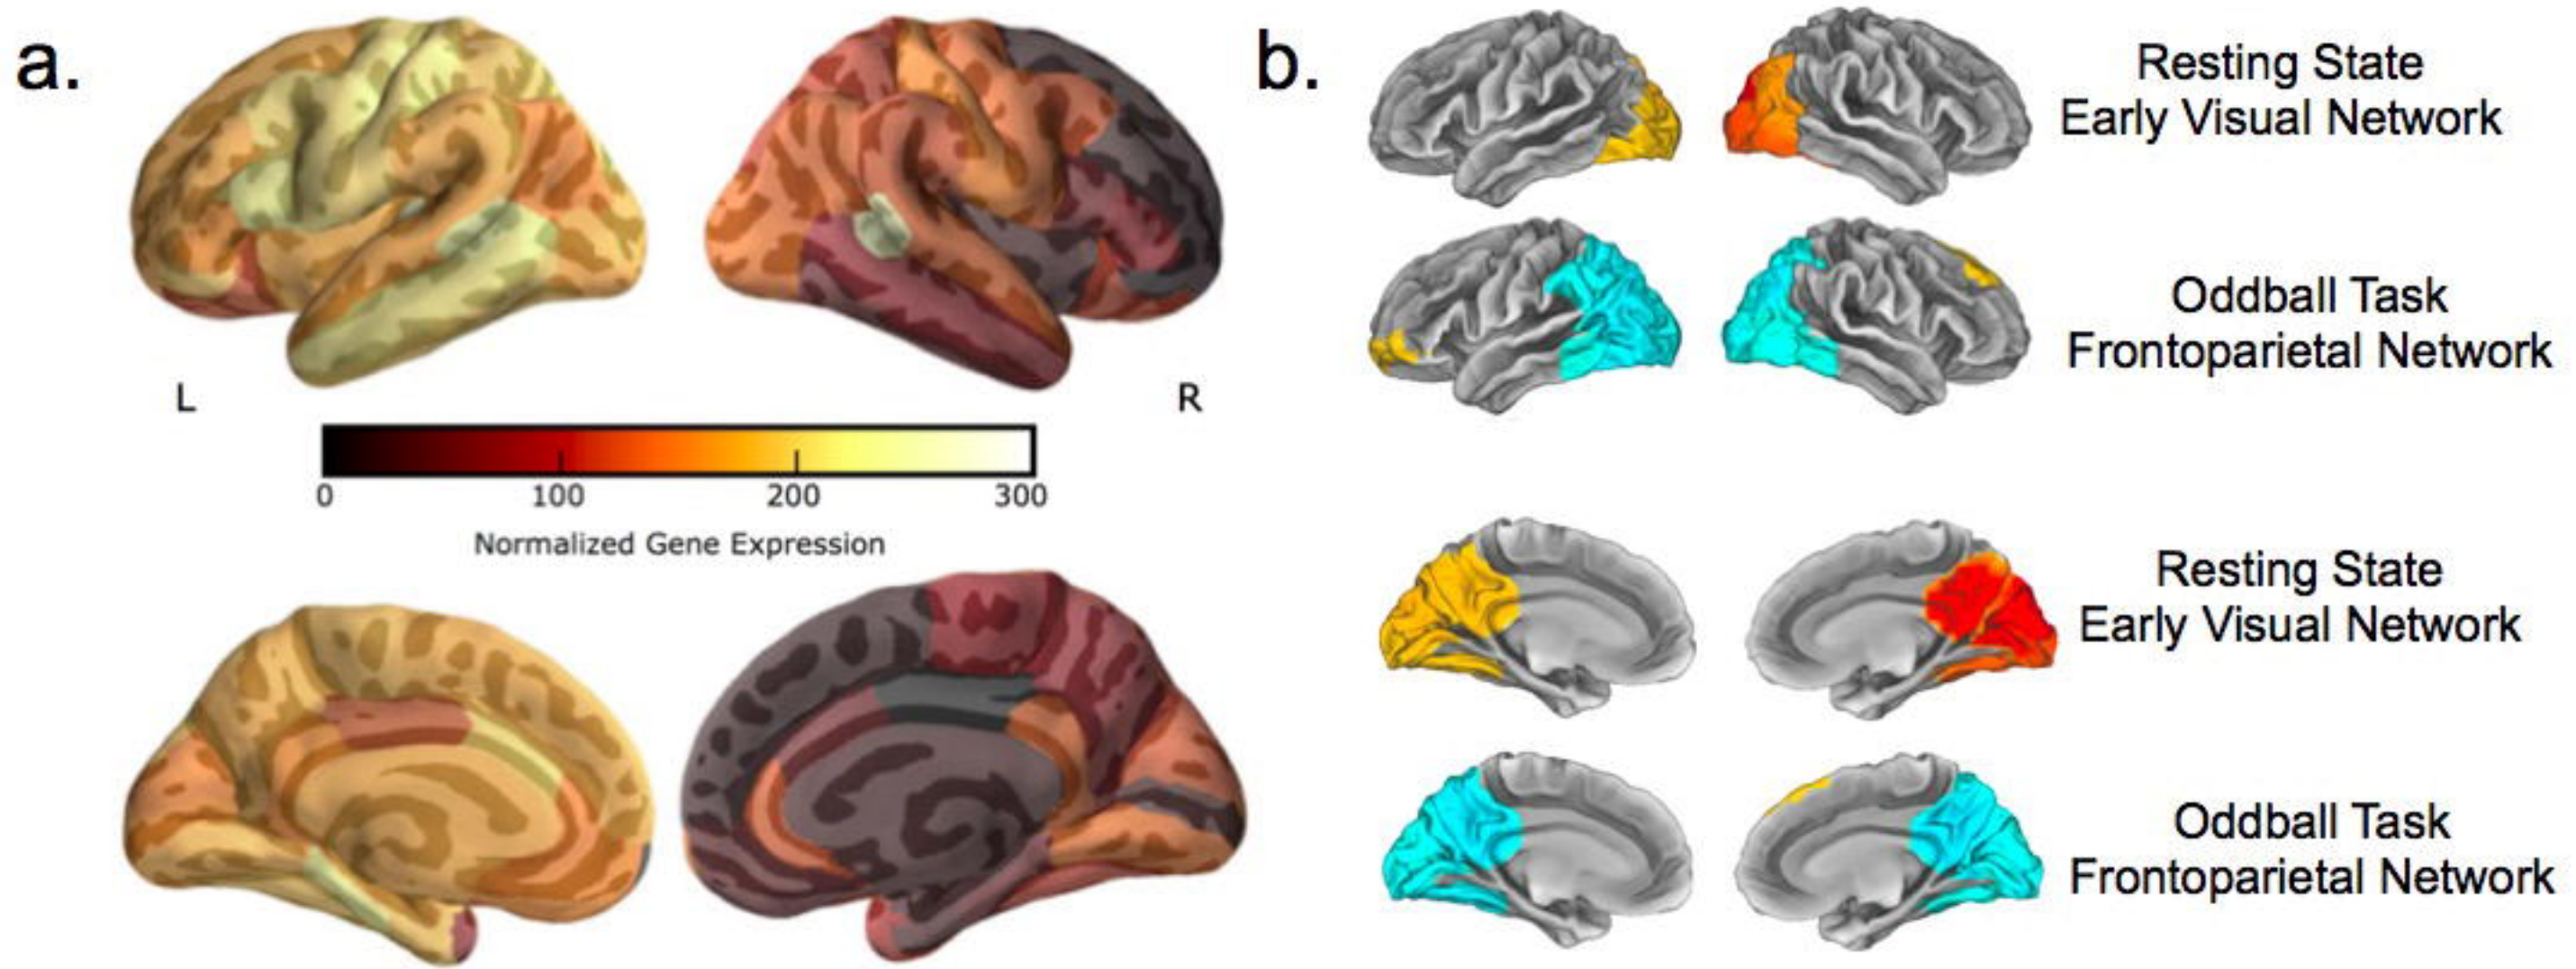 a.
L
R
0 100 200 300
Normalized Gene Expression
b.
Resting State
Early Visual Network
Oddball Task
Frontoparietal Network
Resting State
Early Visual Network
Oddball Task
Frontoparietal Network